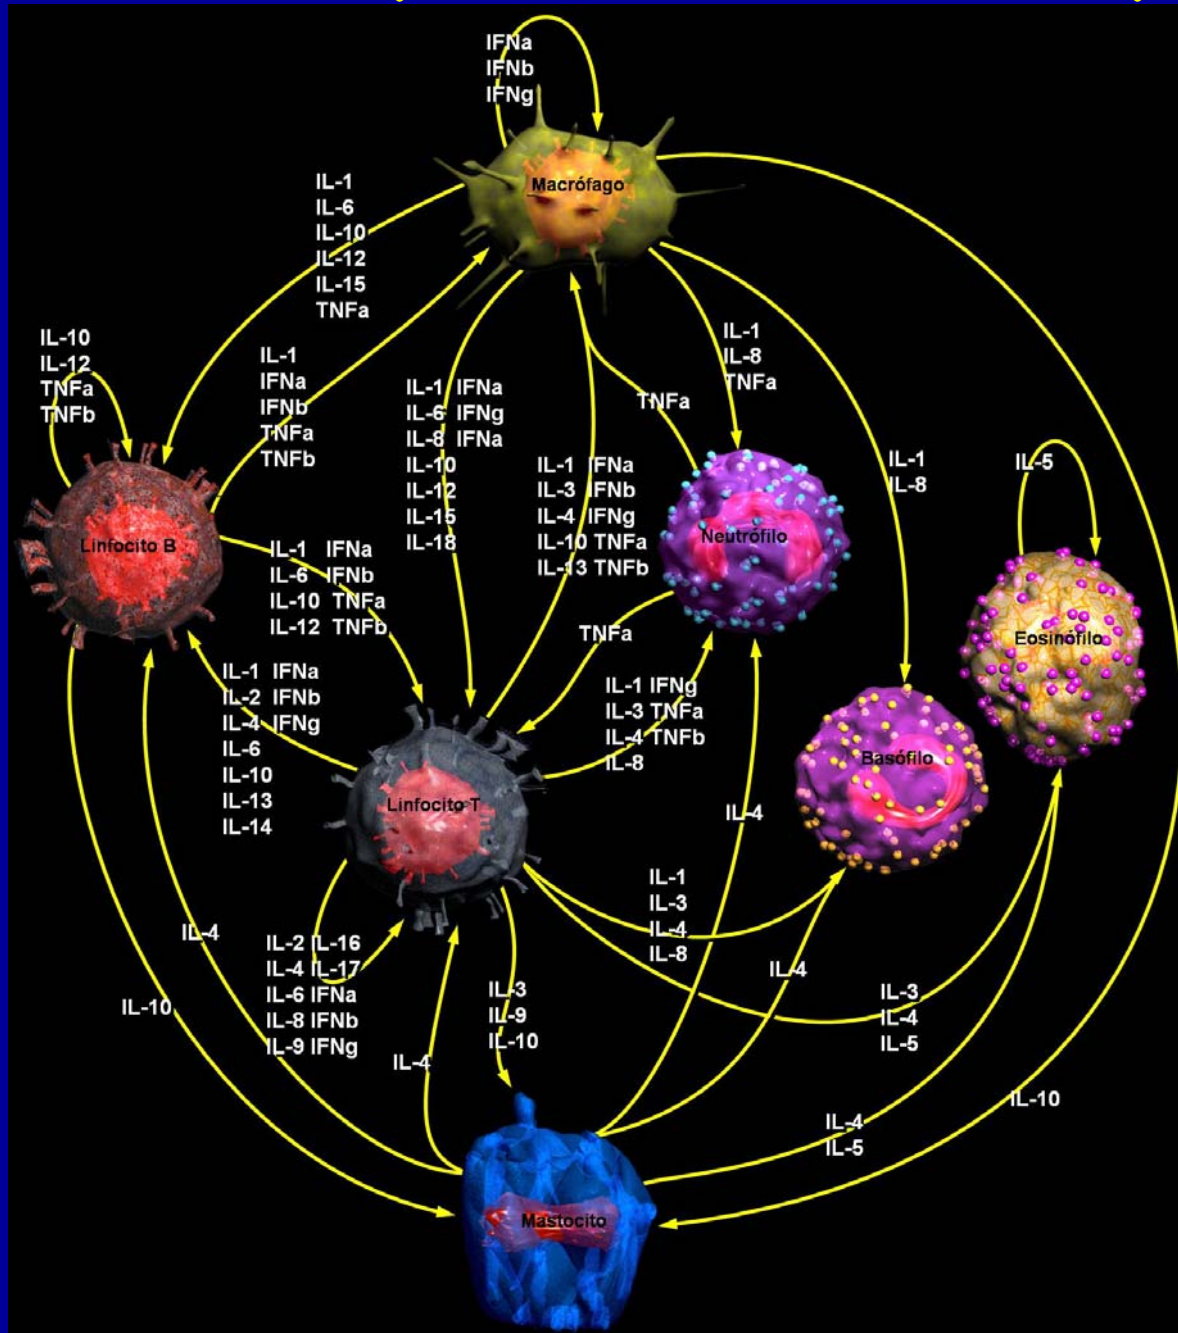 IFNa
IFNb
IFNg
Macrófago
IL-1
IL-6
IL-10
IL-12
IL-15
TNFa
IL-10
IL-12
TNFa
TNFb
IL-1
IFNa
IFNb
TNFa
TNFb
IL-1 IFNa
IL-6 IFNg
IL-8 IFNa
IL-10
IL-12
IL-15
IL-18
IL-1 IFNa
IL-3 IFNb
IL-4 IFNg
IL-10 TNFa
IL-13 TNFb
TNFa
IL-1
IL-8
TNFa
IL-1
IL-8
IL-5
Linfocito B
Neutrófilo
Eosinófilo
IL-1 IFNa
IL-6 IFNb
IL-10 TNFa
IL-12 TNFb
TNFa
IL-1 IFNa
IL-2 IFNb
IL-4 IFNg
IL-6
IL-10
IL-13
IL-14
IL-1 IFNg
IL-3 TNFa
IL-4 TNFb
IL-8
Basófilo
Linfocito T
IL-4
IL-1
IL-3
IL-4
IL-8
IL-4
IL-2 IL-16
IL-4 IL-17
IL-6 IFNa
IL-8 IFNb
IL-9 IFNg
IL-10
IL-3
IL-9
IL-10
IL-4
IL-4
IL-3
IL-4
IL-5
IL-10
IL-4
IL-5
Mastocito